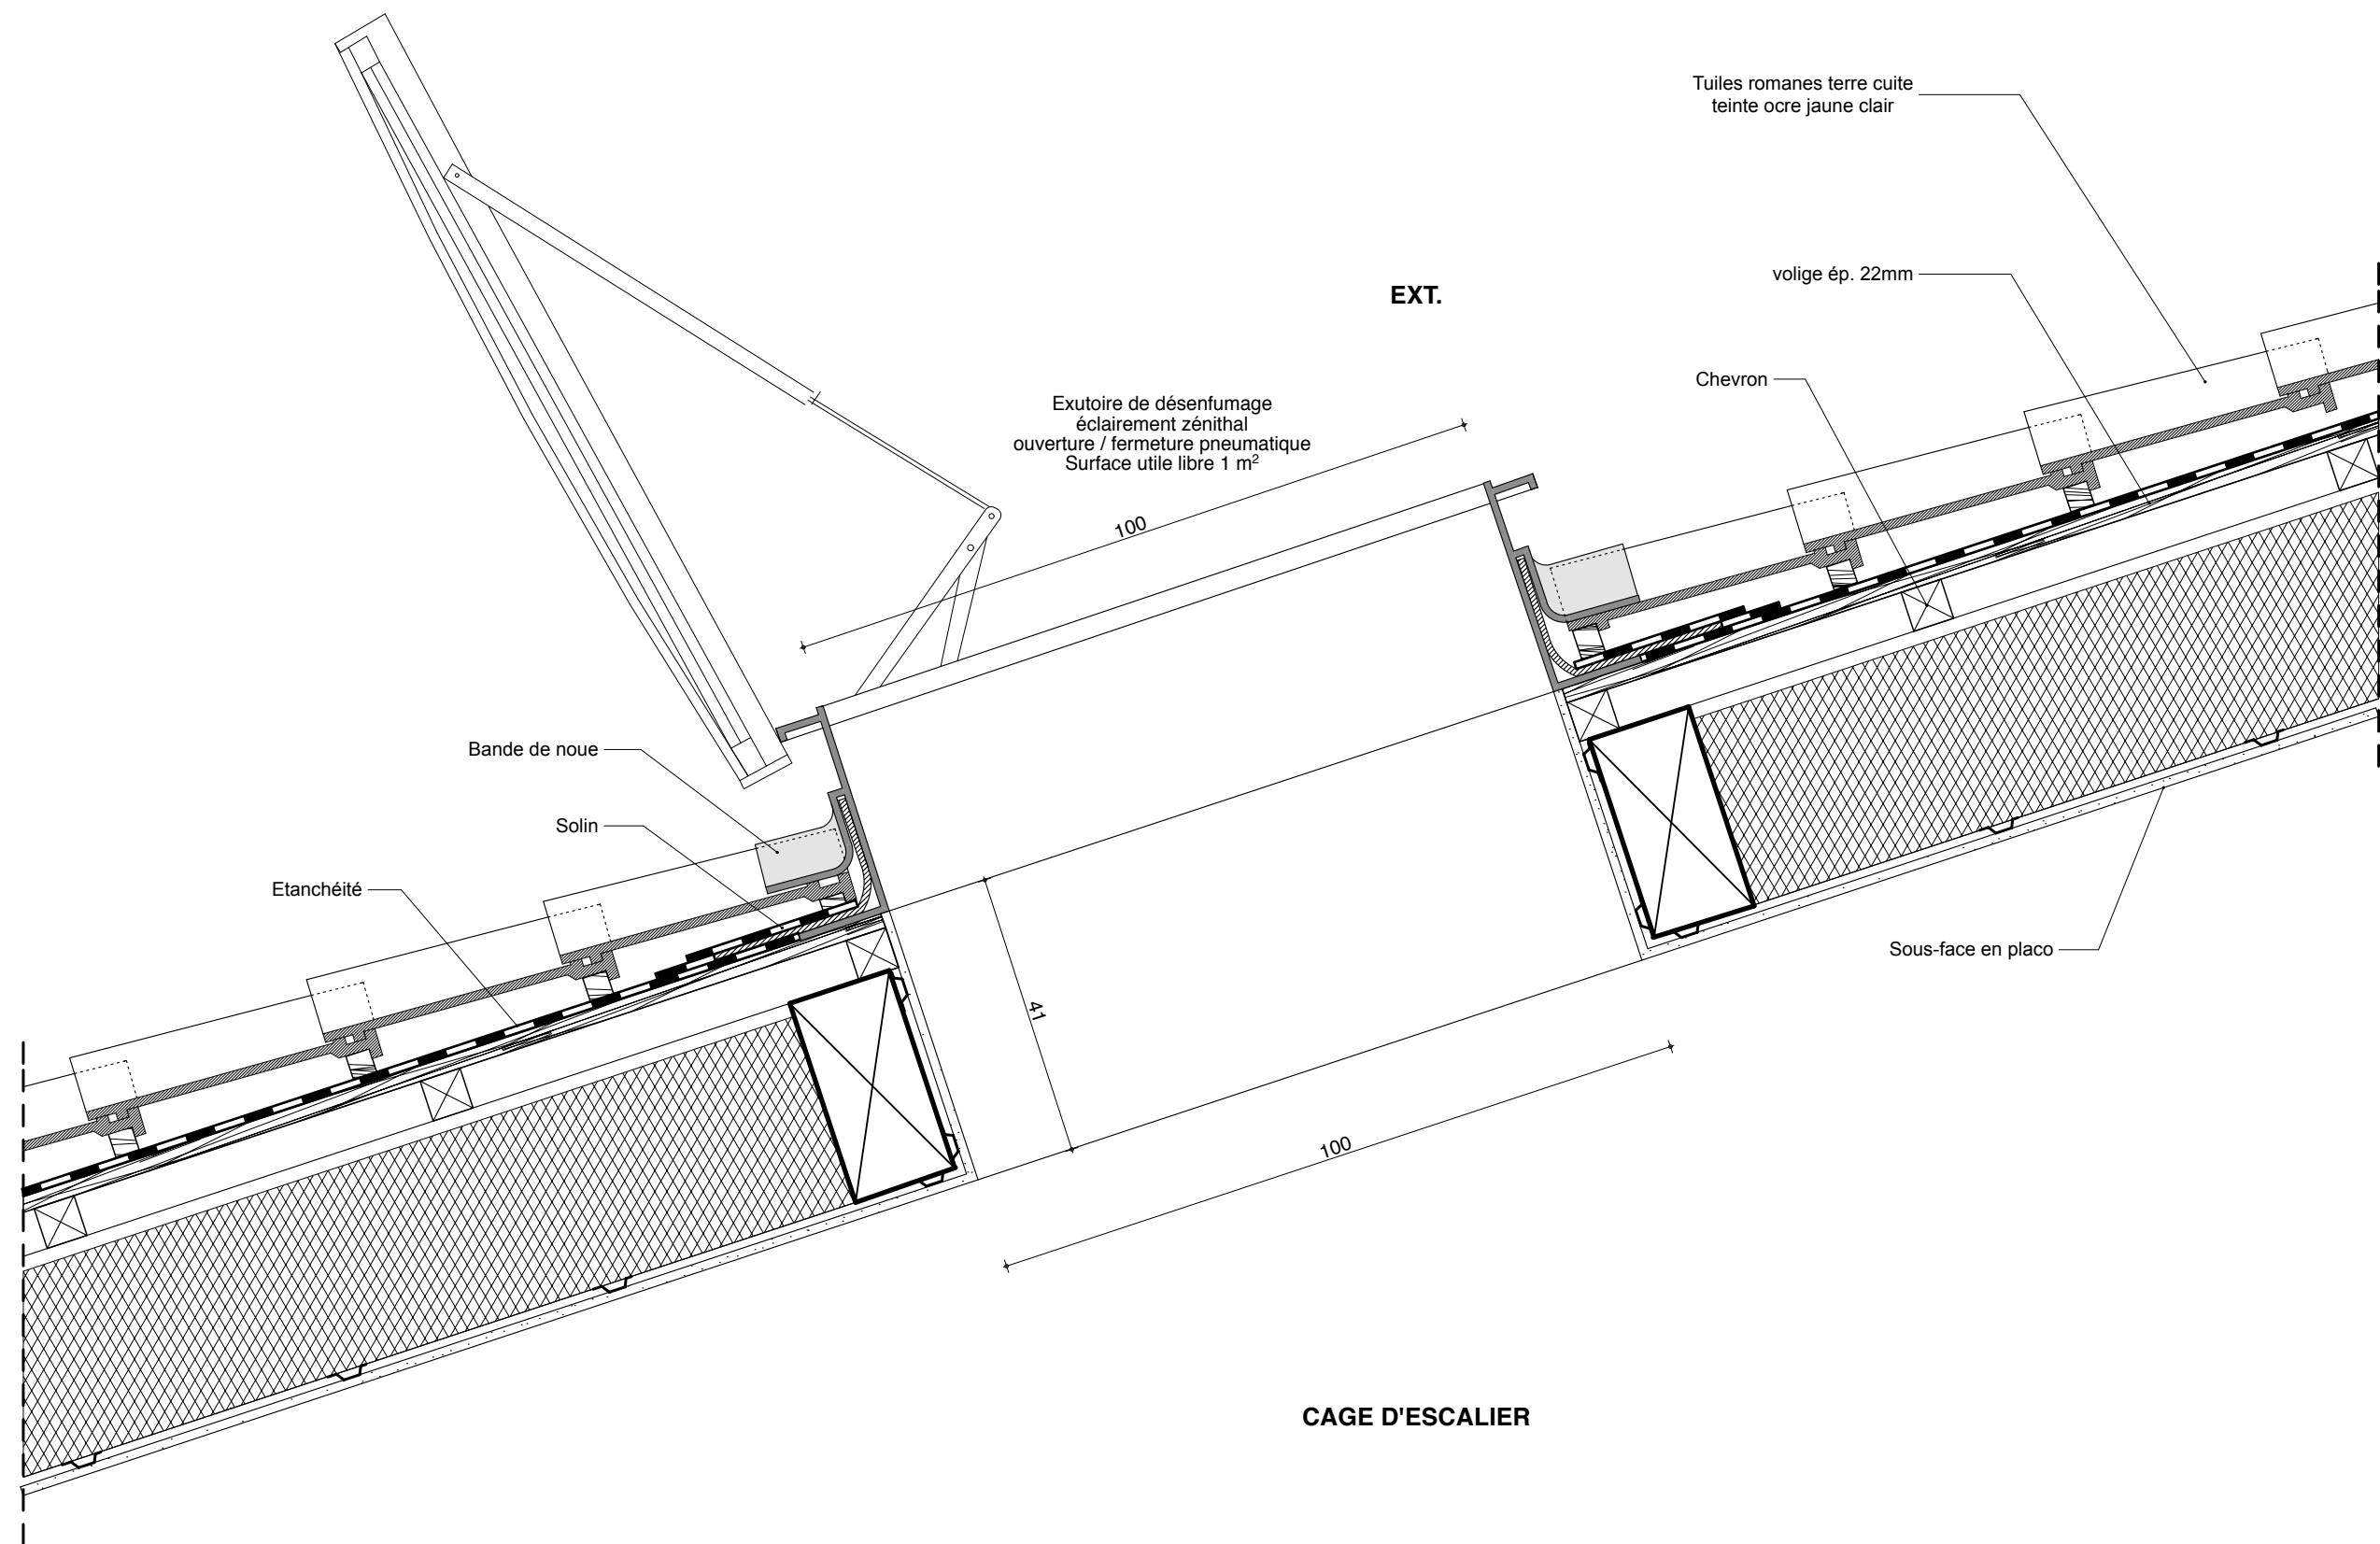 Tuiles romanes terre cuite
teinte ocre jaune clair
volige ép. 22mm
EXT.
Chevron
Exutoire de désenfumage
éclairement zénithal
ouverture / fermeture pneumatique
Surface utile libre 1 m²
100
Bande de noue
Solin
Etanchéité
Sous-face en placo
41
100
CAGE D'ESCALIER